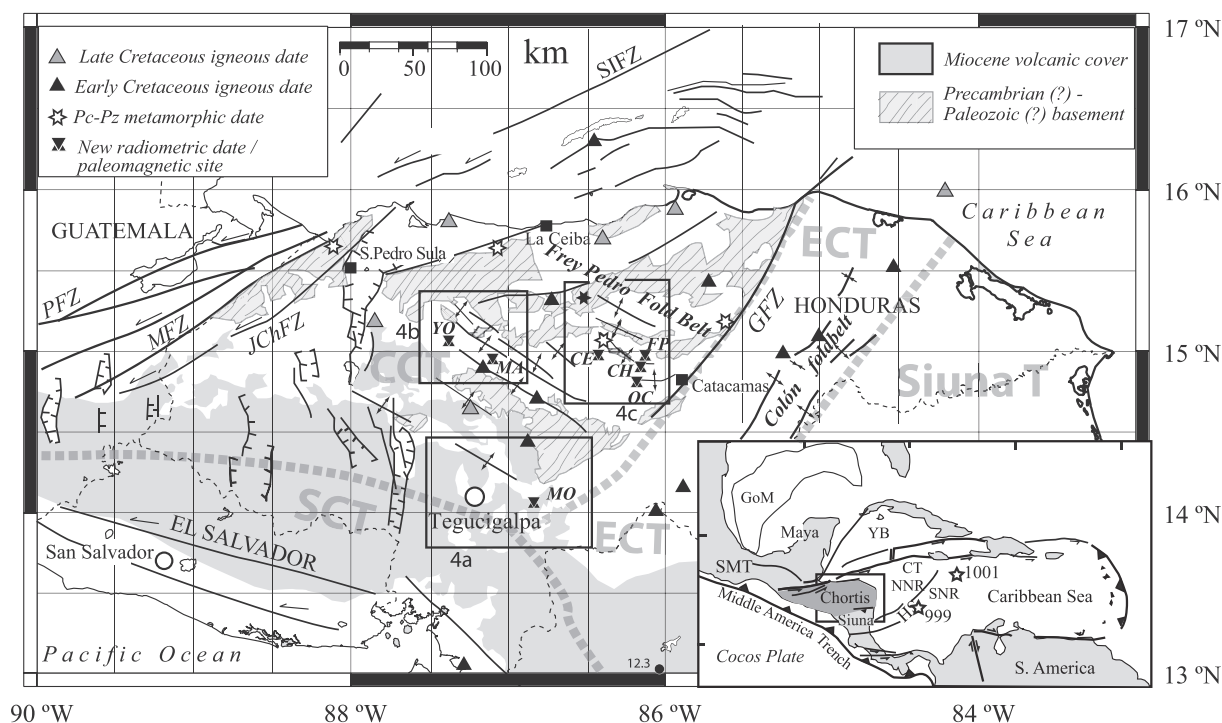 17 ºN
16 ºN
15 ºN
14 ºN
13 ºN
90 ºW
88 ºW
86 ºW
84 ºW
Late Cretaceous igneous date
Early Cretaceous igneous date
Pc-Pz metamorphic date
New radiometric date /
paleomagnetic site
0 50 100
km
Miocene volcanic cover
Precambrian (?) -
Paleozoic (?) basement
SIFZ
GUATEMALA
S.Pedro Sula
La Ceiba
Caribbean
Sea
ECT
HONDURAS
Frey Pedro Fold Belt
GFZ
PFZ
MFZ
JChFZ
4b
YO
MA
CCT
CE
FP
CH
OC
4c
Catacamas
Colón foldbelt
Siuna T
SCT
MO
Tegucigalpa
4a
ECT
EL SALVADOR
San Salvador
Pacific Ocean
12.3
GoM
Maya
YB
SMT
CT
NNR
SNR
1001
Chortis
H
999
Siuna
Caribbean Sea
Middle America Trench
Cocos Plate
S. America